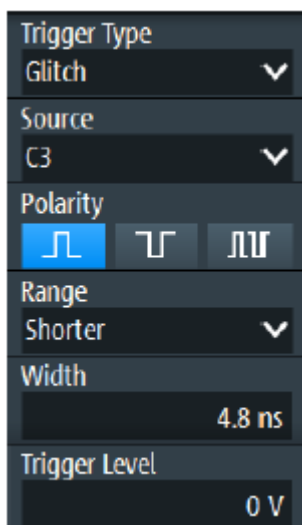 Trigger Type
Glitch
Source
C3
Polarity
Range
Shorter
Width
4.8 ns
Trigger Level
0 V